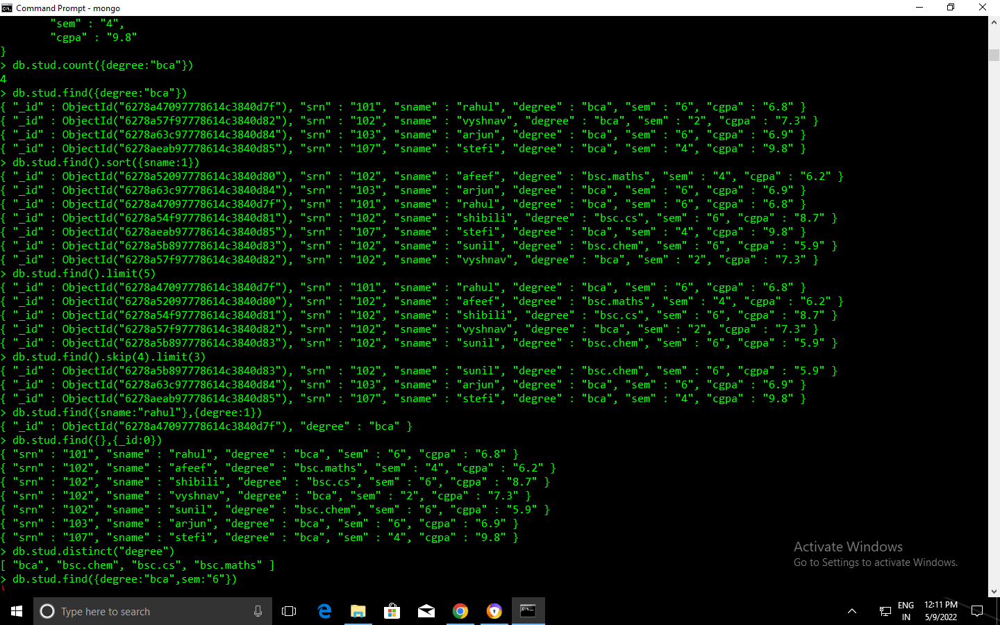 Command Prompt - mongo
"sem" : "4",
"cgpa" : "9.8"
}
> db.stud.count({degree:"bca"})
4
> db.stud.find({degree:"bca"})
{ "_id" : ObjectId("6278a47097778614c3840d7f"), "srn" : "101", "sname" : "rahul", "degree" : "bca", "sem" : "6", "cgpa" : "6.8" }
{ "_id" : ObjectId("6278a57f97778614c3840d82"), "srn" : "102", "sname" : "vyshnav", "degree" : "bca", "sem" : "2", "cgpa" : "7.3" }
{ "_id" : ObjectId("6278a63c97778614c3840d84"), "srn" : "103", "sname" : "arjun", "degree" : "bca", "sem" : "6", "cgpa" : "6.9" }
{ "_id" : ObjectId("6278aeab97778614c3840d85"), "srn" : "107", "sname" : "stefi", "degree" : "bca", "sem" : "4", "cgpa" : "9.8" }
> db.stud.find().sort({sname:1})
{ "_id" : ObjectId("6278a52097778614c3840d80"), "srn" : "102", "sname" : "afeef", "degree" : "bsc.maths", "sem" : "4", "cgpa" : "6.2" }
{ "_id" : ObjectId("6278a63c97778614c3840d84"), "srn" : "103", "sname" : "arjun", "degree" : "bca", "sem" : "6", "cgpa" : "6.9" }
{ "_id" : ObjectId("6278a47097778614c3840d7f"), "srn" : "101", "sname" : "rahul", "degree" : "bca", "sem" : "6", "cgpa" : "6.8" }
{ "_id" : ObjectId("6278a54f97778614c3840d81"), "srn" : "102", "sname" : "shibili", "degree" : "bsc.cs", "sem" : "6", "cgpa" : "8.7" }
{ "_id" : ObjectId("6278aeab97778614c3840d85"), "srn" : "107", "sname" : "stefi", "degree" : "bca", "sem" : "4", "cgpa" : "9.8" }
{ "_id" : ObjectId("6278a5b897778614c3840d83"), "srn" : "102", "sname" : "sunil", "degree" : "bsc.chem", "sem" : "6", "cgpa" : "5.9" }
{ "_id" : ObjectId("6278a57f97778614c3840d82"), "srn" : "102", "sname" : "vyshnav", "degree" : "bca", "sem" : "2", "cgpa" : "7.3" }
> db.stud.find().limit(5)
{ "_id" : ObjectId("6278a47097778614c3840d7f"), "srn" : "101", "sname" : "rahul", "degree" : "bca", "sem" : "6", "cgpa" : "6.8" }
{ "_id" : ObjectId("6278a52097778614c3840d80"), "srn" : "102", "sname" : "afeef", "degree" : "bsc.maths", "sem" : "4", "cgpa" : "6.2" }
{ "_id" : ObjectId("6278a54f97778614c3840d81"), "srn" : "102", "sname" : "shibili", "degree" : "bsc.cs", "sem" : "6", "cgpa" : "8.7" }
{ "_id" : ObjectId("6278a57f97778614c3840d82"), "srn" : "102", "sname" : "vyshnav", "degree" : "bca", "sem" : "2", "cgpa" : "7.3" }
{ "_id" : ObjectId("6278a5b897778614c3840d83"), "srn" : "102", "sname" : "sunil", "degree" : "bsc.chem", "sem" : "6", "cgpa" : "5.9" }
> db.stud.find().skip(4).limit(3)
{ "_id" : ObjectId("6278a5b897778614c3840d83"), "srn" : "102", "sname" : "sunil", "degree" : "bsc.chem", "sem" : "6", "cgpa" : "5.9" }
{ "_id" : ObjectId("6278a63c97778614c3840d84"), "srn" : "103", "sname" : "arjun", "degree" : "bca", "sem" : "6", "cgpa" : "6.9" }
{ "_id" : ObjectId("6278aeab97778614c3840d85"), "srn" : "107", "sname" : "stefi", "degree" : "bca", "sem" : "4", "cgpa" : "9.8" }
> db.stud.find({sname:"rahul"},{degree:1})
{ "_id" : ObjectId("6278a47097778614c3840d7f"), "degree" : "bca" }
> db.stud.find({},{_id:0})
{ "srn" : "101", "sname" : "rahul", "degree" : "bca", "sem" : "6", "cgpa" : "6.8" }
{ "srn" : "102", "sname" : "afeef", "degree" : "bsc.maths", "sem" : "4", "cgpa" : "6.2" }
{ "srn" : "102", "sname" : "shibili", "degree" : "bsc.cs", "sem" : "6", "cgpa" : "8.7" }
{ "srn" : "102", "sname" : "vyshnav", "degree" : "bca", "sem" : "2", "cgpa" : "7.3" }
{ "srn" : "102", "sname" : "sunil", "degree" : "bsc.chem", "sem" : "6", "cgpa" : "5.9" }
{ "srn" : "103", "sname" : "arjun", "degree" : "bca", "sem" : "6", "cgpa" : "6.9" }
{ "srn" : "107", "sname" : "stefi", "degree" : "bca", "sem" : "4", "cgpa" : "9.8" }
> db.stud.distinct("degree")
[ "bca", "bsc.chem", "bsc.cs", "bsc.maths" ]
> db.stud.find({degree:"bca",sem:"6"})
Activate Windows
Go to Settings to activate Windows.
Type here to search
ENG
IN
12:11 PM
5/9/2022